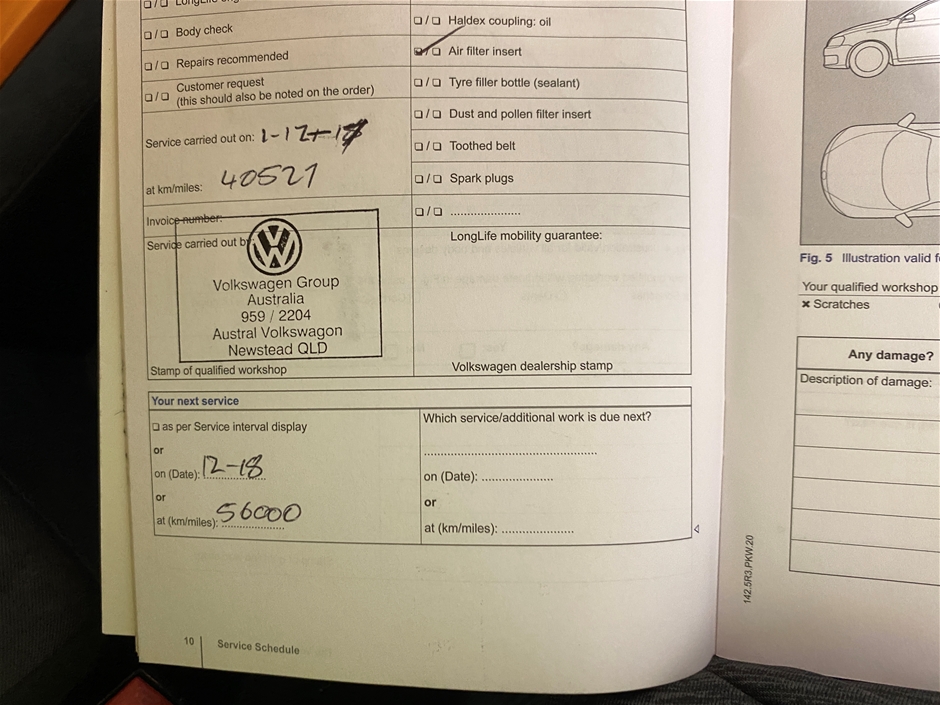 ❑ / ❑ Body check
❑ / ❑ Repairs recommended
❑ / ❑ Customer request
(this should also be noted on the order)
Service carried out on: 1-12-17
at km/miles: 40521
Invoice number:
Service carried out by
VW
Volkswagen Group
Australia
959 / 2204
Austral Volkswagon
Newstead QLD
Stamp of qualified workshop
❑ / ❑ Haldex coupling: oil
❑ / ❑ Air filter insert
❑ / ❑ Tyre filler bottle (sealant)
❑ / ❑ Dust and pollen filter insert
❑ / ❑ Toothed belt
❑ / ❑ Spark plugs
❑ / ❑ ......................
LongLife mobility guarantee:
Volkswagen dealership stamp
Your next service
❑ as per Service interval display
or
on (Date): 12-18
or
at (km/miles): 56000
Which service/additional work is due next?
......................................................
on (Date): ......................
or
at (km/miles): ......................
10 Service Schedule
142.5R3.PKW.20
Fig. 5 Illustration valid
Your qualified workshop
✖ Scratches
Any damage?
Description of damage: